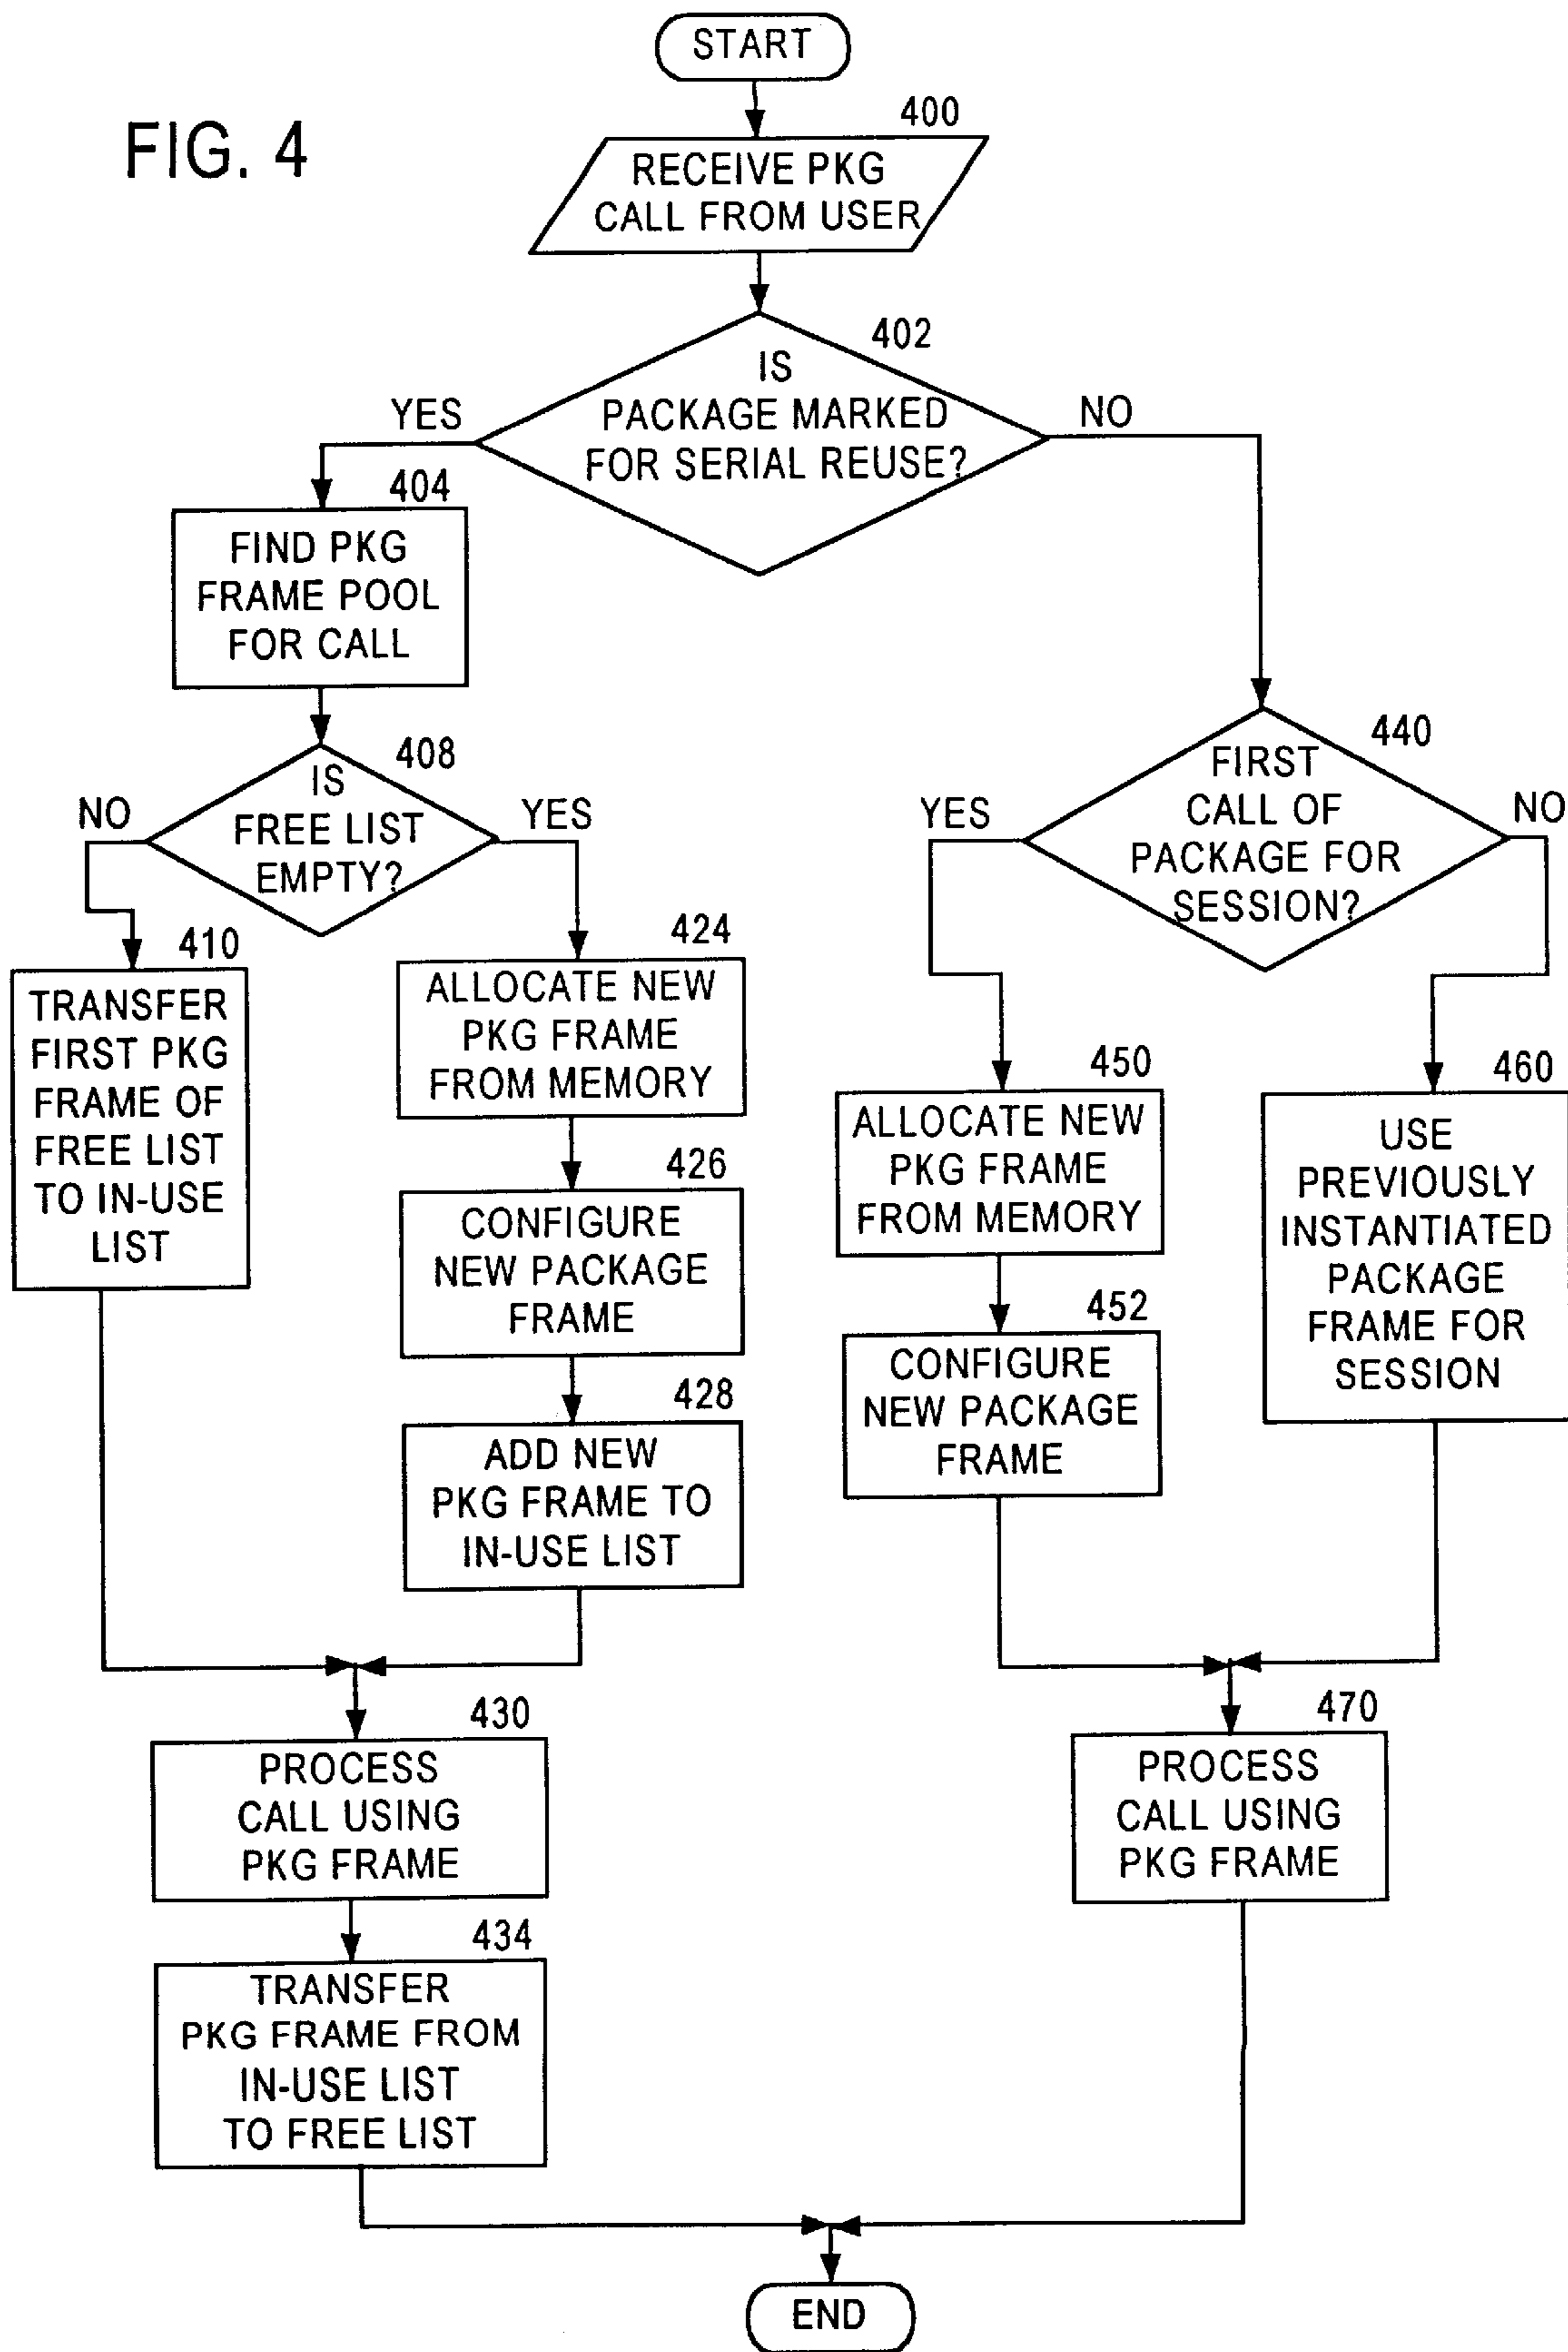 START
FIG. 4
400
RECEIVE PKG
CALL FROM USER
402
IS
PACKAGE MARKED
FOR SERIAL REUSE?
YES
NO
404
FIND PKG
FRAME POOL
FOR CALL
408
IS
FREE LIST
EMPTY?
NO
YES
410
TRANSFER
FIRST PKG
FRAME OF
FREE LIST
TO IN-USE
LIST
424
ALLOCATE NEW
PKG FRAME
FROM MEMORY
426
CONFIGURE
NEW PACKAGE
FRAME
428
ADD NEW
PKG FRAME TO
IN-USE LIST
430
PROCESS
CALL USING
PKG FRAME
434
TRANSFER
PKG FRAME FROM
IN-USE LIST
TO FREE LIST
440
FIRST
CALL OF
PACKAGE FOR
SESSION?
YES
NO
450
ALLOCATE NEW
PKG FRAME
FROM MEMORY
452
CONFIGURE
NEW PACKAGE
FRAME
460
USE
PREVIOUSLY
INSTANTIATED
PACKAGE
FRAME FOR
SESSION
470
PROCESS
CALL USING
PKG FRAME
END